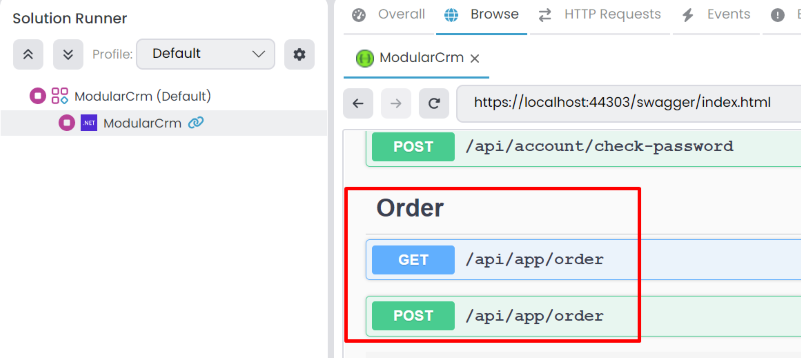 Solution Runner
Profile: Default
ModularCrm (Default)
.NET ModularCrm
Overall Browse HTTP Requests Events
ModularCrm
https://localhost:44303/swagger/index.html
POST /api/account/check-password
Order
GET /api/app/order
POST /api/app/order